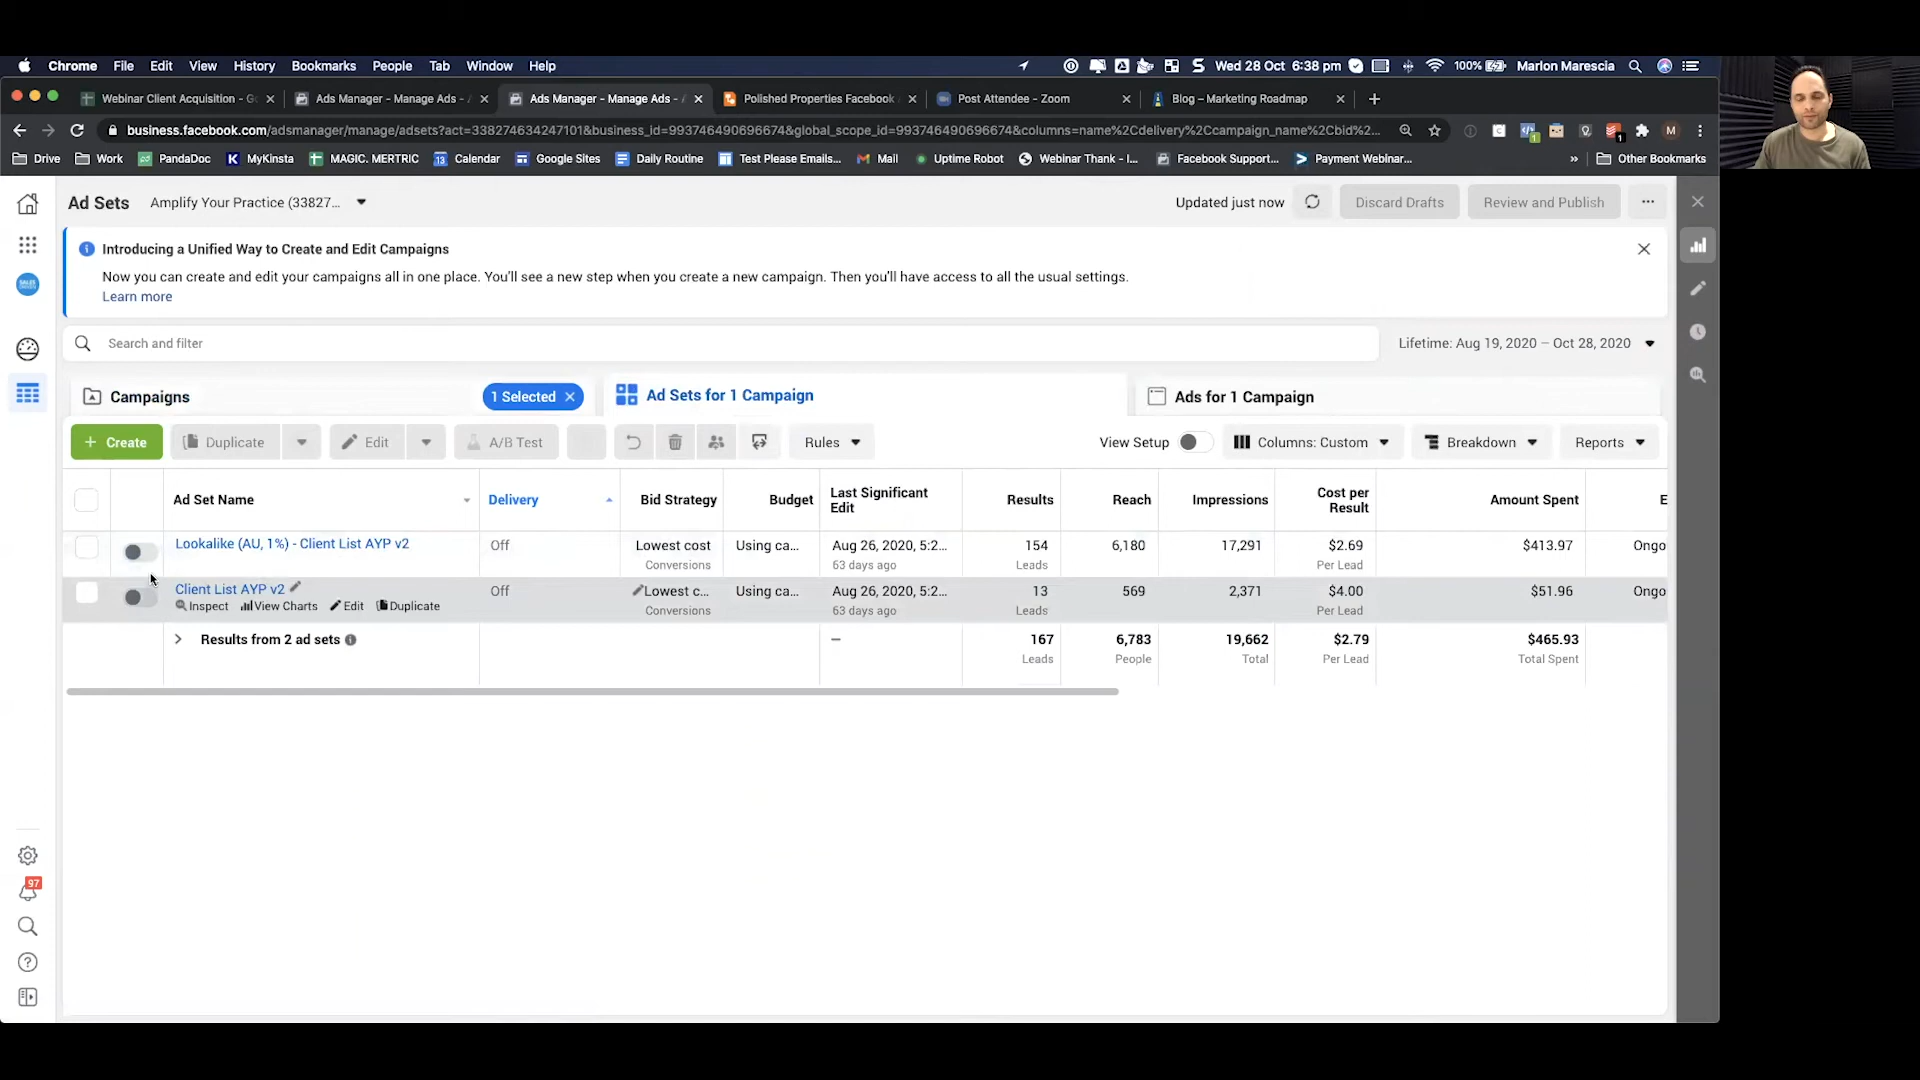 Chrome File Edit View History Bookmarks People Tab Window Help
Wed 28 Oct 6:38 pm 100% Marlon Marescia
Webinar Client Acquisition - G
Ads Manager - Manage Ads -
Ads Manager - Manage Ads -
Polished Properties Facebook
Post Attendee - Zoom
Blog – Marketing Roadmap
business.facebook.com/adsmanager/manage/adsets?act=338274634247101&business_id=993746490696674&global_scope_id=993746490696674&columns=name%2Cdelivery%2Ccampaign_name%2Cbid%2...
M
Drive Work PandaDoc MyKinsta MAGIC. MERTRIC Calendar Google Sites Daily Routine Test Please Emails... Mail Uptime Robot Webinar Thank - I... Facebook Support... Payment Webinar... » Other Bookmarks
Ad Sets Amplify Your Practice (33827...
Updated just now Discard Drafts Review and Publish
Introducing a Unified Way to Create and Edit Campaigns
Now you can create and edit your campaigns all in one place. You'll see a new step when you create a new campaign. Then you'll have access to all the usual settings.
Learn more
Search and filter
Lifetime: Aug 19, 2020 – Oct 28, 2020
Campaigns 1 Selected
Ad Sets for 1 Campaign
Ads for 1 Campaign
+ Create Duplicate Edit A/B Test Rules View Setup Columns: Custom Breakdown Reports
Ad Set Name Delivery Bid Strategy Budget Last Significant Edit Results Reach Impressions Cost per Result Amount Spent E
Lookalike (AU, 1%) - Client List AYP v2 Off Lowest cost Using ca... Aug 26, 2020, 5:2... 154 6,180 17,291 $2.69 $413.97 Ongo
Conversions 63 days ago Leads Per Lead
Client List AYP v2 Off Lowest c... Using ca... Aug 26, 2020, 5:2... 13 569 2,371 $4.00 $51.96 Ongo
Inspect View Charts Edit Duplicate Conversions 63 days ago Leads Per Lead
Results from 2 ad sets — 167 6,783 19,662 $2.79 $465.93
Leads People Total Per Lead Total Spent
97